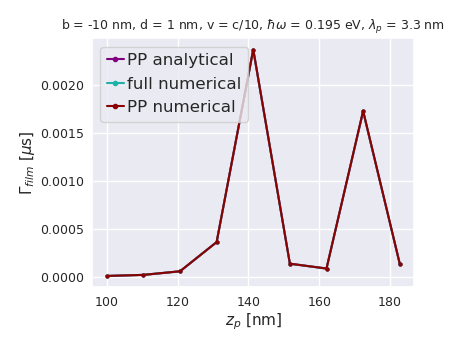 b = -10 nm, d = 1 nm, v = c/10, ℏω = 0.195 eV, λp = 3.3 nm
PP analytical
full numerical
PP numerical
Γfilm [μs]
0.0020
0.0015
0.0010
0.0005
0.0000
100 120 140 160 180
zp [nm]